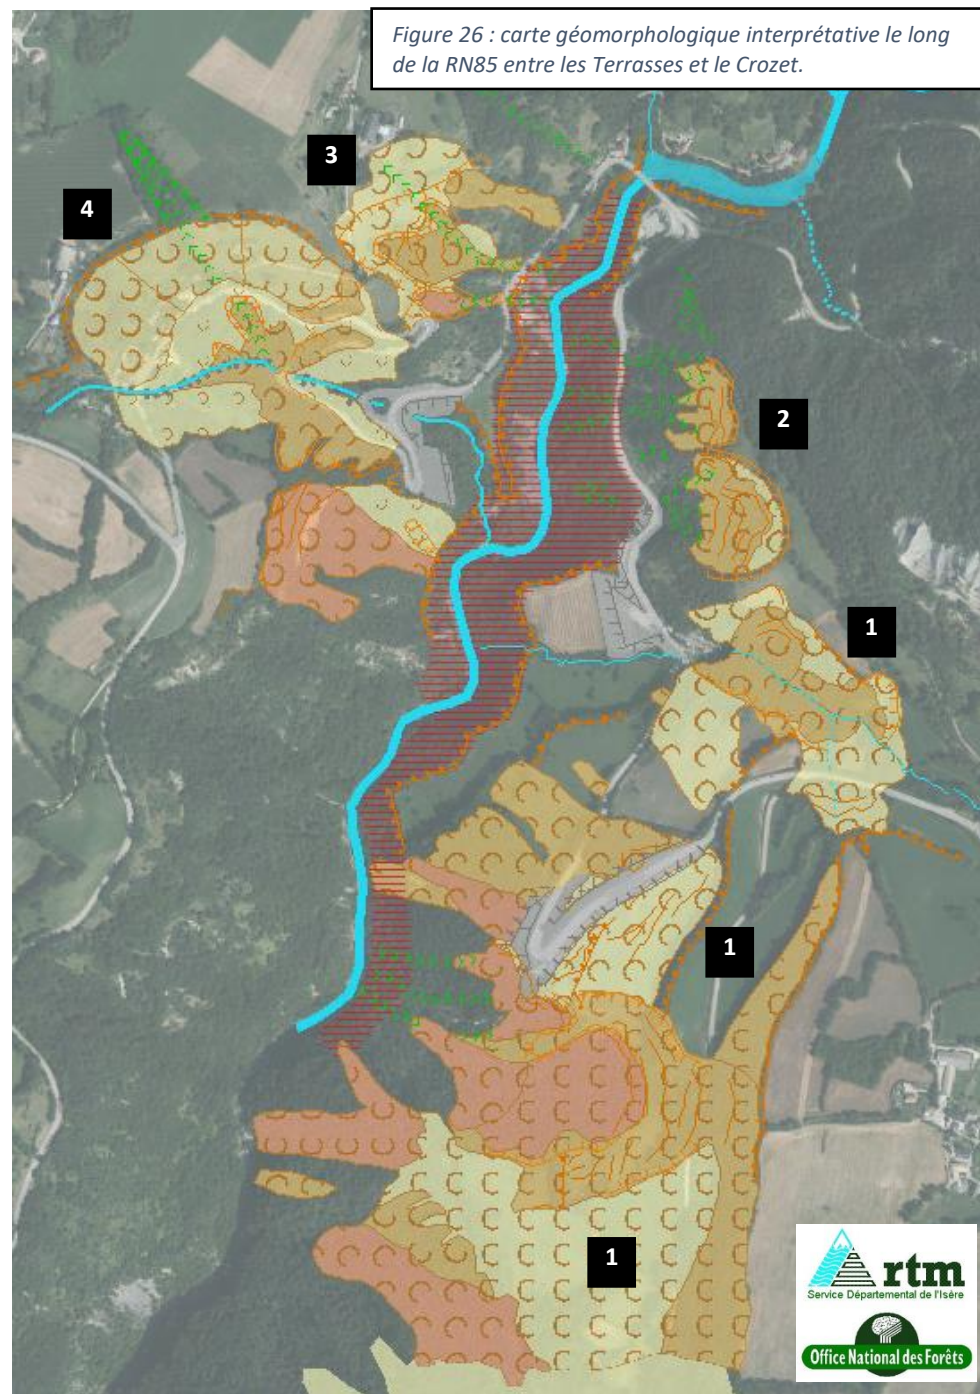 Figure 26 : carte géomorphologique interprétative le long
de la RN85 entre les Terrasses et le Crozet.
3
4
2
1
1
1
rtm
Service Départemental de l'Isère
Office National des Forêts